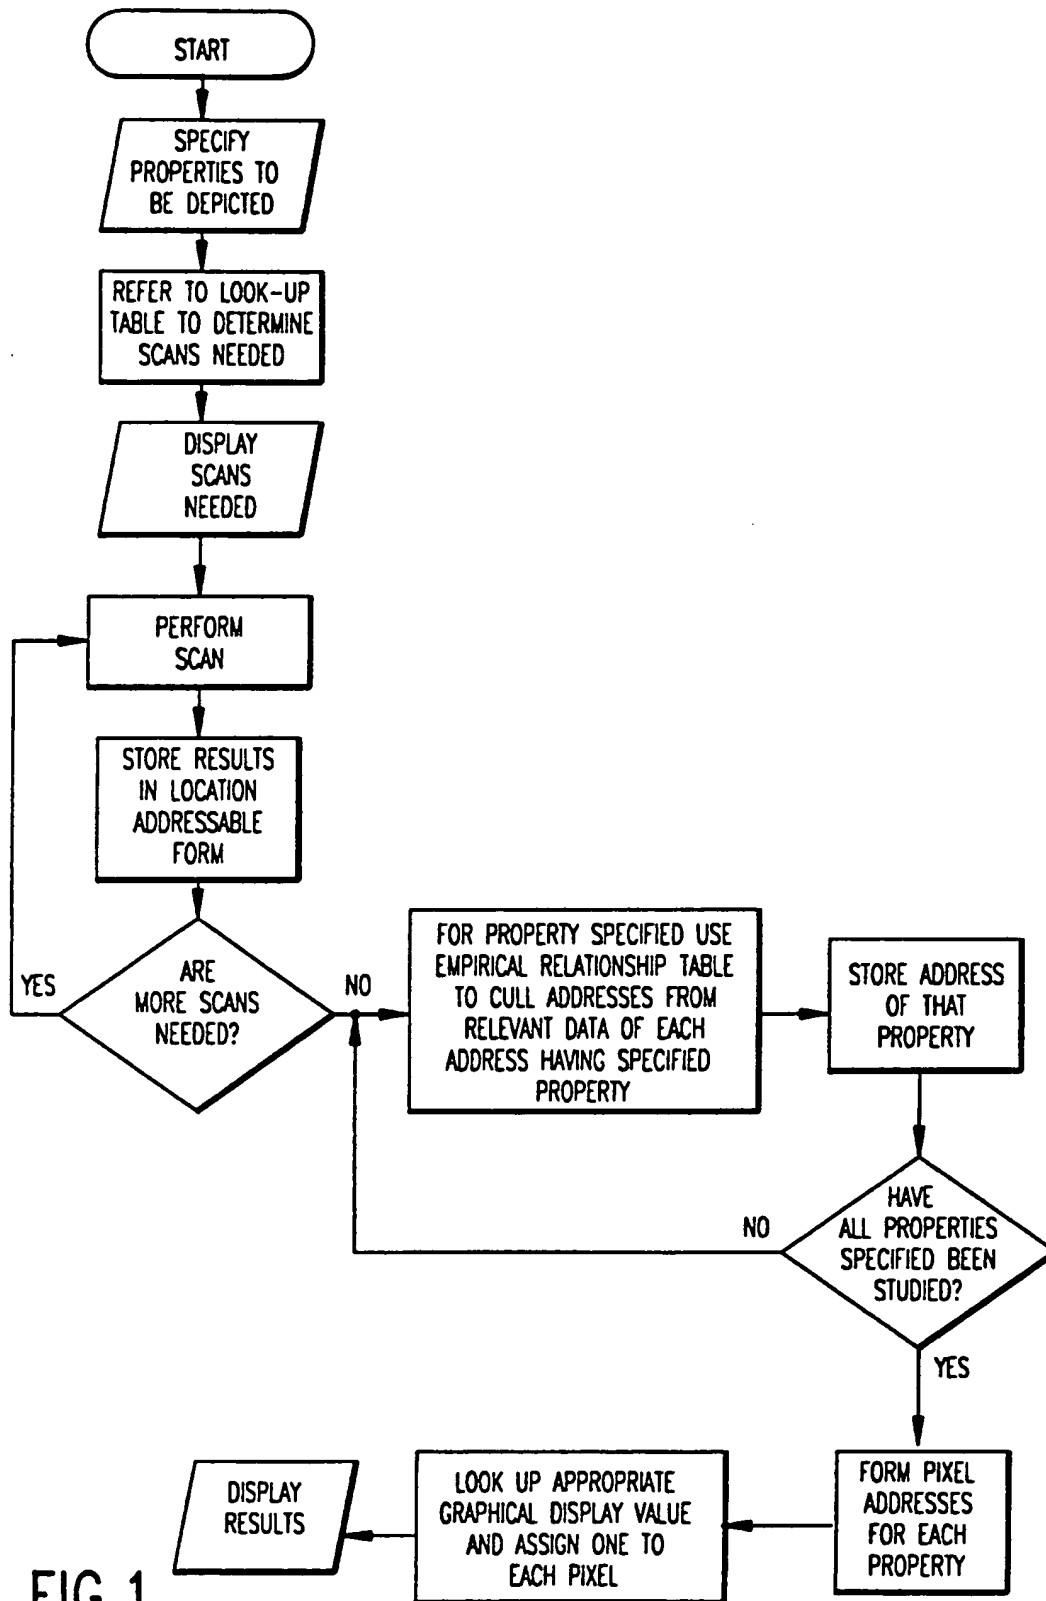 START
SPECIFY
PROPERTIES TO
BE DEPICTED
REFER TO LOOK-UP
TABLE TO DETERMINE
SCANS NEEDED
DISPLAY
SCANS
NEEDED
PERFORM
SCAN
STORE RESULTS
IN LOCATION
ADDRESSABLE
FORM
YES
ARE
MORE SCANS
NEEDED?
NO
FOR PROPERTY SPECIFIED USE
EMPIRICAL RELATIONSHIP TABLE
TO CULL ADDRESSES FROM
RELEVANT DATA OF EACH
ADDRESS HAVING SPECIFIED
PROPERTY
STORE ADDRESS
OF THAT
PROPERTY
NO
HAVE
ALL PROPERTIES
SPECIFIED BEEN
STUDIED?
YES
FORM PIXEL
ADDRESSES
FOR EACH
PROPERTY
LOOK UP APPROPRIATE
GRAPHICAL DISPLAY VALUE
AND ASSIGN ONE TO
EACH PIXEL
DISPLAY
RESULTS
FIG.1